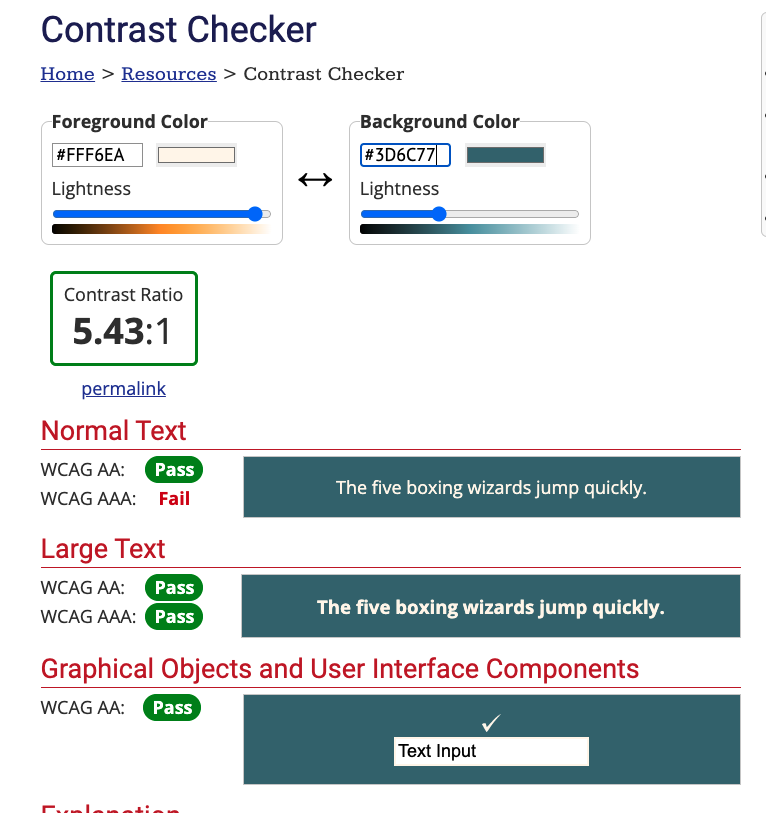 Contrast Checker
Home > Resources > Contrast Checker
Foreground Color
#FFF6EA
Lightness
Background Color
#3D6C77
Lightness
Contrast Ratio
5.43:1
permalink
Normal Text
WCAG AA: Pass
WCAG AAA: Fail
The five boxing wizards jump quickly.
Large Text
WCAG AA: Pass
WCAG AAA: Pass
The five boxing wizards jump quickly.
Graphical Objects and User Interface Components
WCAG AA: Pass
✓
Text Input
Explanation